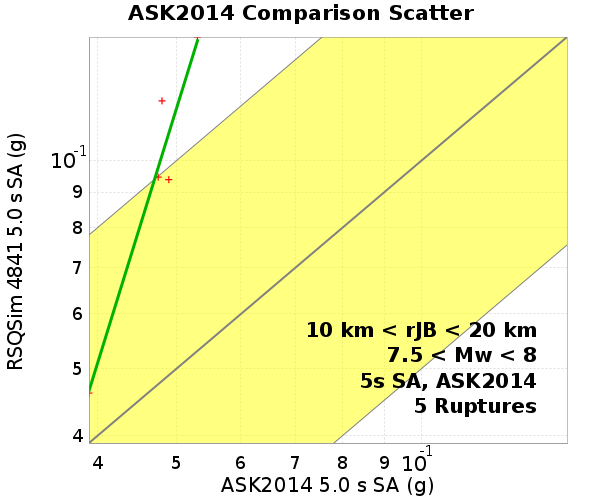 ASK2014 Comparison Scatter
RSQSim 4841 5.0 s SA (g)
10-1
9
8
7
6
5
4
10 km < rJB < 20 km
7.5 < Mw < 8
5s SA, ASK2014
5 Ruptures
4 5 6 7 8 9 10-1
ASK2014 5.0 s SA (g)